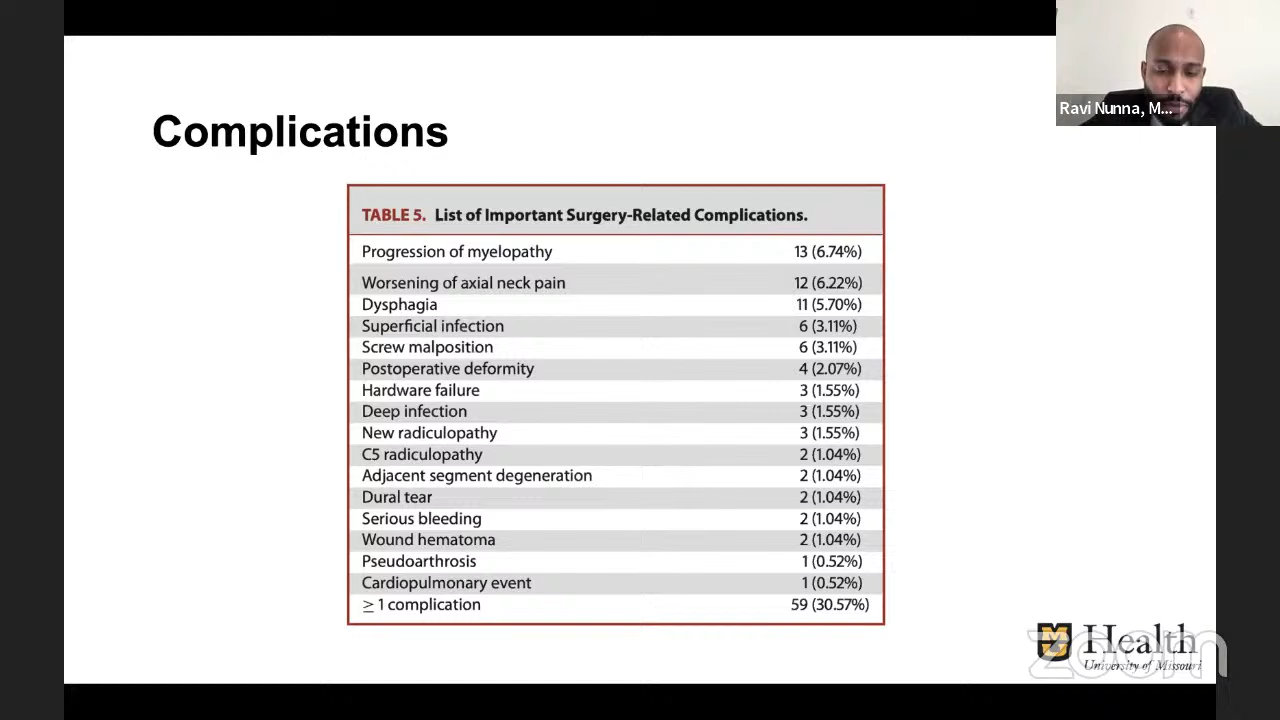 Ravi Nunna, M...
Complications
TABLE 5. List of Important Surgery-Related Complications.
Progression of myelopathy 13 (6.74%)
Worsening of axial neck pain 12 (6.22%)
Dysphagia 11 (5.70%)
Superficial infection 6 (3.11%)
Screw malposition 6 (3.11%)
Postoperative deformity 4 (2.07%)
Hardware failure 3 (1.55%)
Deep infection 3 (1.55%)
New radiculopathy 3 (1.55%)
C5 radiculopathy 2 (1.04%)
Adjacent segment degeneration 2 (1.04%)
Dural tear 2 (1.04%)
Serious bleeding 2 (1.04%)
Wound hematoma 2 (1.04%)
Pseudoarthrosis 1 (0.52%)
Cardiopulmonary event 1 (0.52%)
≥ 1 complication 59 (30.57%)
Health
University of Missouri
zoom